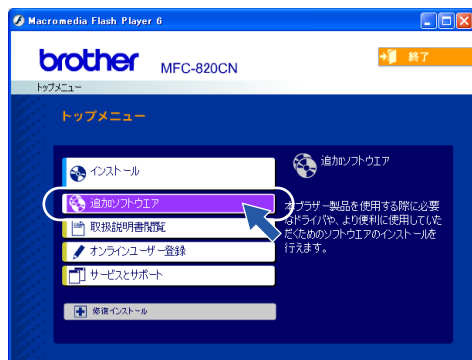 Macromedia Flash Player 6
brother
MFC-820CN
終了
トップメニュー
トップメニュー
インストール
追加ソフトウエア
取扱説明書閲覧
オンラインユーザー登録
サービスとサポート
修復インストール
追加ソフトウエア
本ブラザー製品を使用する際に必要
なドライバや、より便利に使用していた
だくためのソフトウエアのインストールを
行えます。